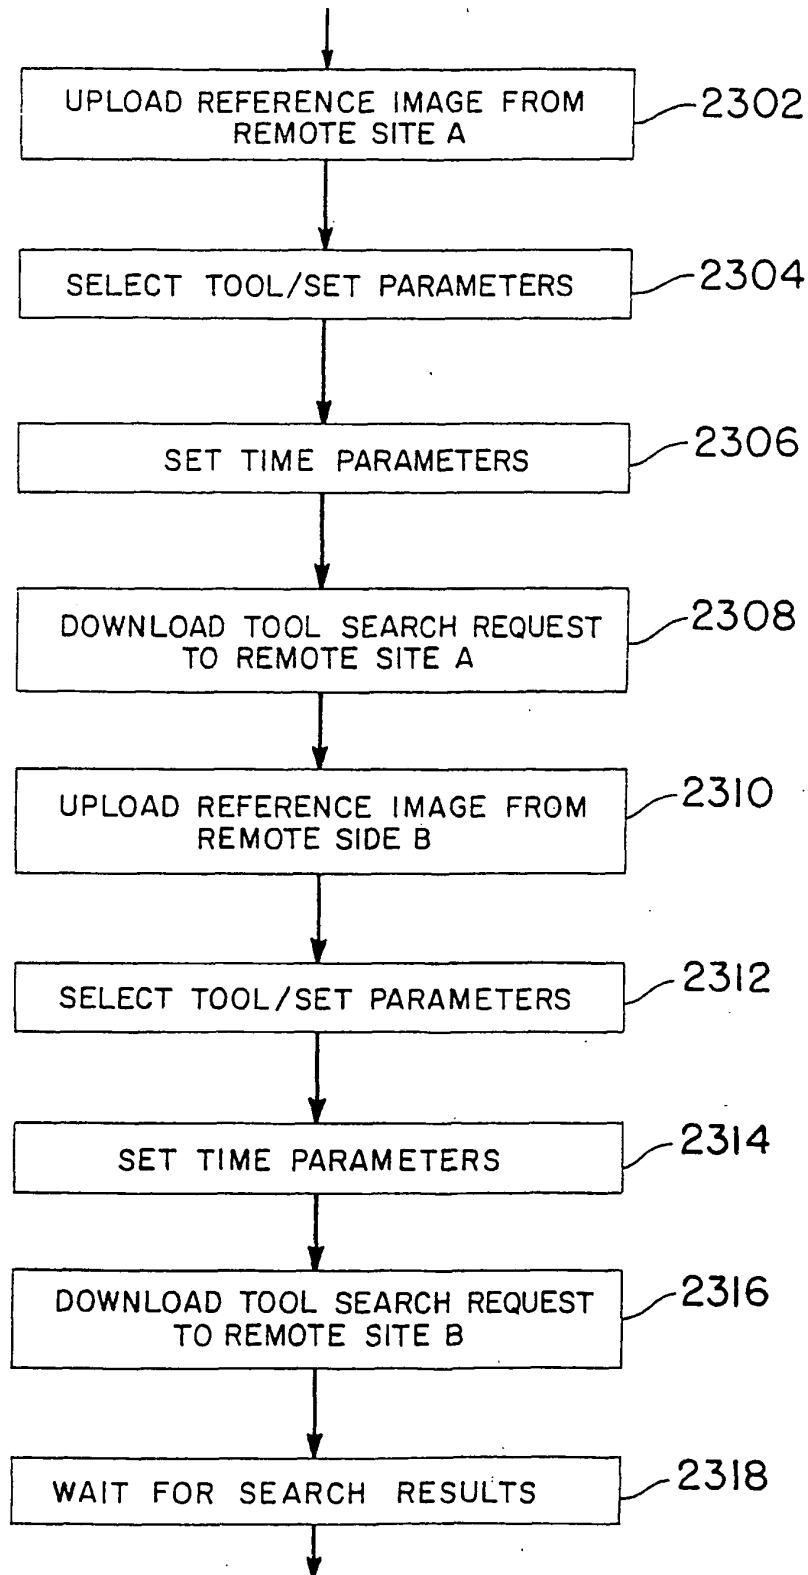 UPLOAD REFERENCE IMAGE FROM
REMOTE SITE A
2302
SELECT TOOL/SET PARAMETERS
2304
SET TIME PARAMETERS
2306
DOWNLOAD TOOL SEARCH REQUEST
TO REMOTE SITE A
2308
UPLOAD REFERENCE IMAGE FROM
REMOTE SIDE B
2310
SELECT TOOL/SET PARAMETERS
2312
SET TIME PARAMETERS
2314
DOWNLOAD TOOL SEARCH REQUEST
TO REMOTE SITE B
2316
WAIT FOR SEARCH RESULTS
2318